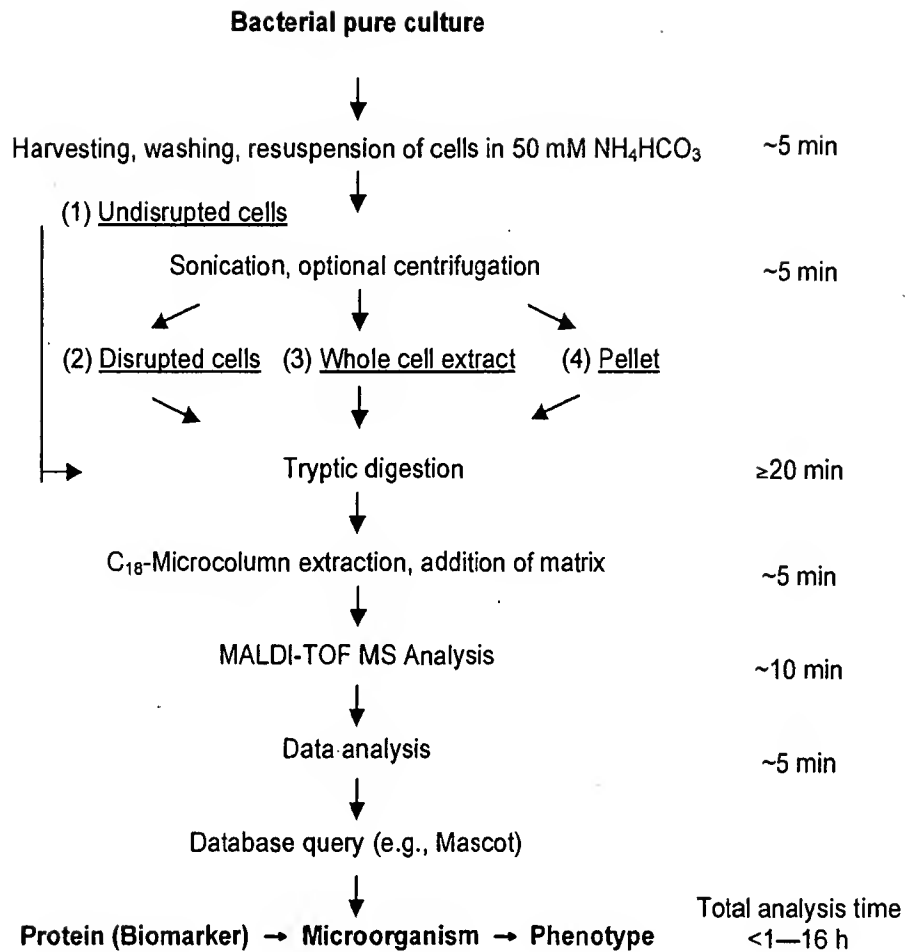 Bacterial pure culture
Harvesting, washing, resuspension of cells in 50 mM NH₄HCO₃ ~5 min
(1) Undisrupted cells
Sonication, optional centrifugation ~5 min
(2) Disrupted cells (3) Whole cell extract (4) Pellet
Tryptic digestion ≥20 min
C₁₈-Microcolumn extraction, addition of matrix ~5 min
MALDI-TOF MS Analysis ~10 min
Data analysis ~5 min
Database query (e.g., Mascot)
Total analysis time
Protein (Biomarker) → Microorganism → Phenotype <1—16 h